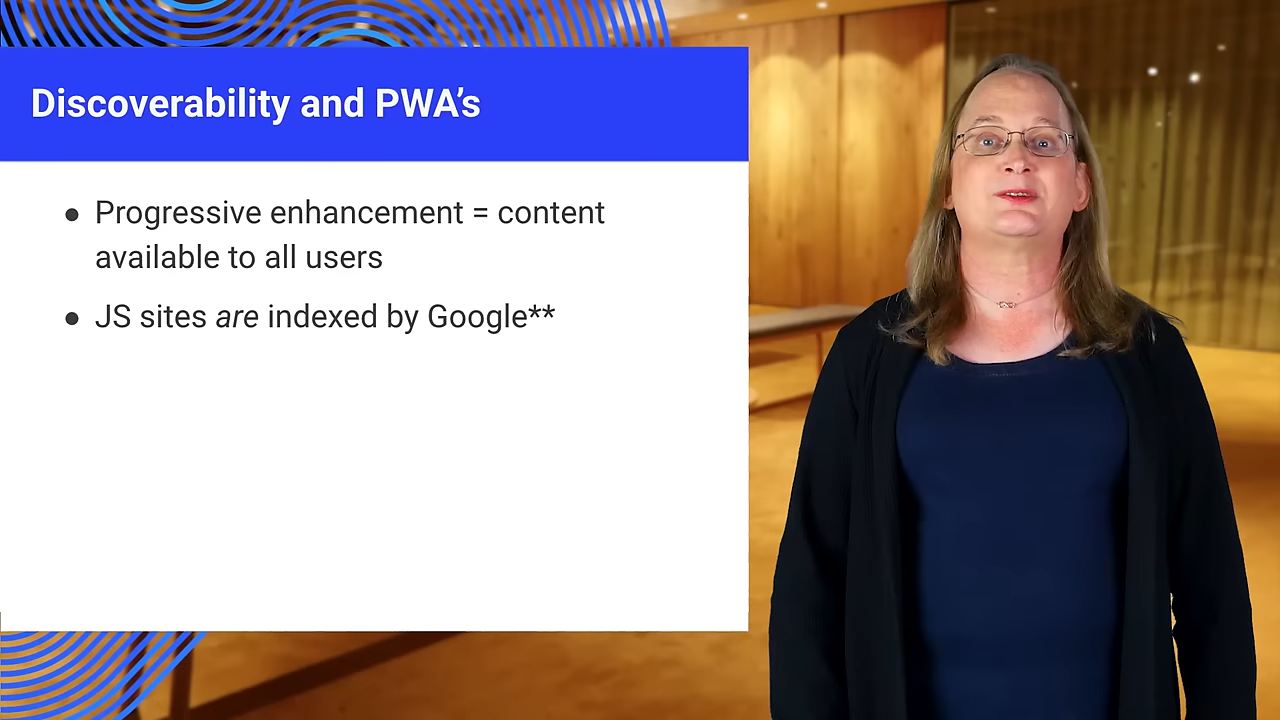 Discoverability and PWA’s
● Progressive enhancement = content
available to all users
● JS sites are indexed by Google**